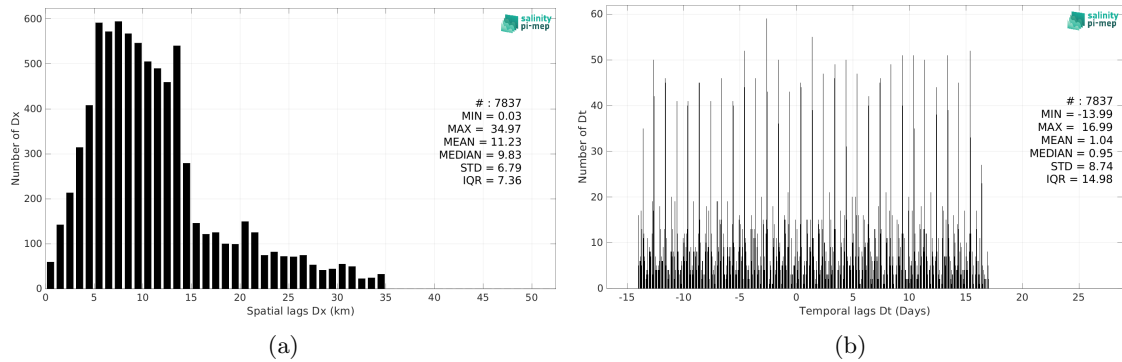 salinity
pi-mep
Number of Dx
600
500
400
300
200
100
0
# : 7837
MIN = 0.03
MAX = 34.97
MEAN = 11.23
MEDIAN = 9.83
STD = 6.79
IQR = 7.36
0 5 10 15 20 25 30 35 40 45 50
Spatial lags Dx (km)
(a)
salinity
pi-mep
Number of Dt
60
50
40
30
20
10
0
# : 7837
MIN = -13.99
MAX = 16.99
MEAN = 1.04
MEDIAN = 0.95
STD = 8.74
IQR = 14.98
-15 -10 -5 0 5 10 15 20 25
Temporal lags Dt (Days)
(b)